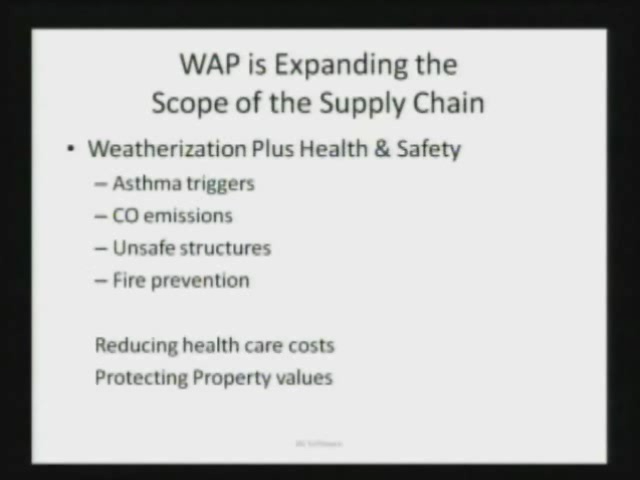 WAP is Expanding the
Scope of the Supply Chain
• Weatherization Plus Health & Safety
– Asthma triggers
– CO emissions
– Unsafe structures
– Fire prevention
Reducing health care costs
Protecting Property values